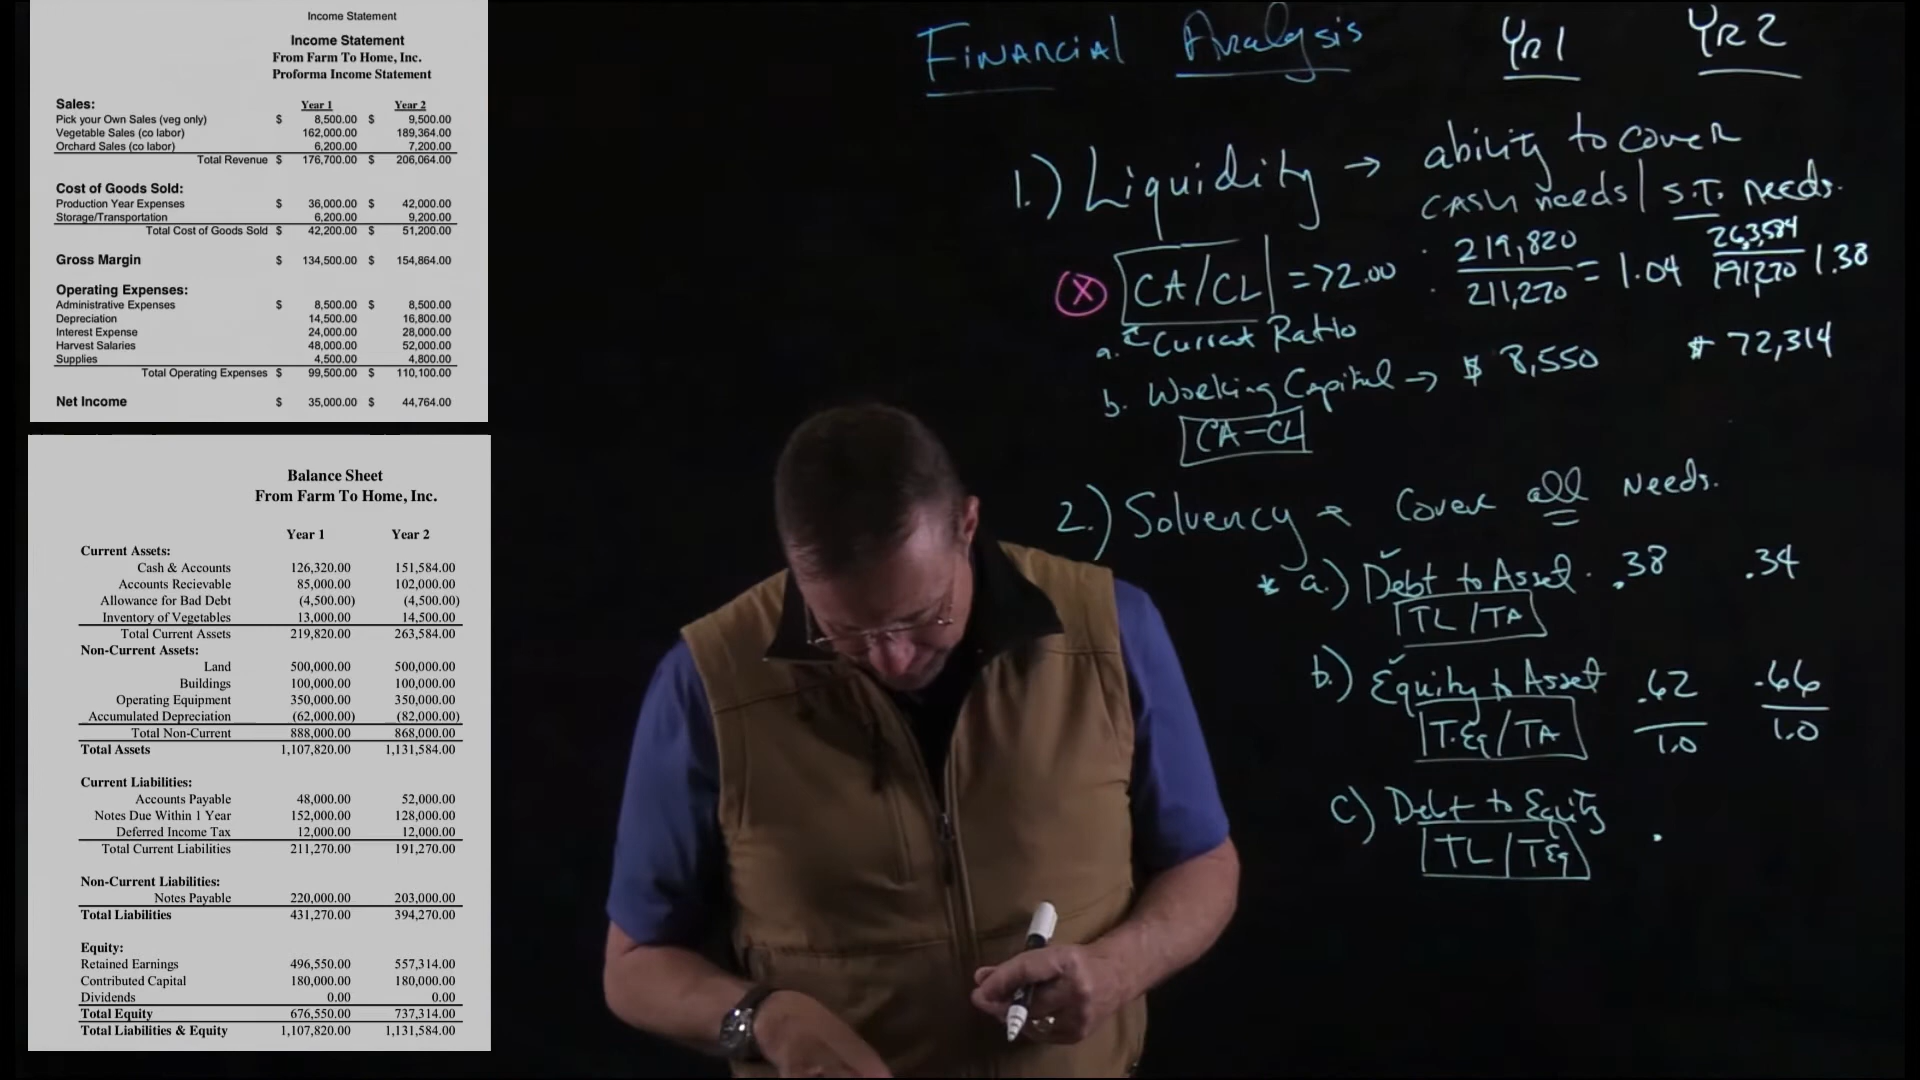 Income Statement
Income Statement
From Farm To Home, Inc.
Proforma Income Statement
Sales: Year 1 Year 2
Pick your Own Sales (veg only) $ 8,500.00 $ 9,500.00
Vegetable Sales (co labor) 162,000.00 189,364.00
Orchard Sales (co labor) 6,200.00 7,200.00
Total Revenue $ 176,700.00 $ 206,064.00
Cost of Goods Sold:
Production Year Expenses $ 36,000.00 $ 42,000.00
Storage/Transportation 6,200.00 9,200.00
Total Cost of Goods Sold $ 42,200.00 $ 51,200.00
Gross Margin $ 134,500.00 $ 154,864.00
Operating Expenses:
Administrative Expenses $ 8,500.00 $ 8,500.00
Depreciation 14,500.00 16,800.00
Interest Expense 24,000.00 28,000.00
Harvest Salaries 48,000.00 52,000.00
Supplies 4,500.00 4,800.00
Total Operating Expenses $ 99,500.00 $ 110,100.00
Net Income $ 35,000.00 $ 44,764.00
Balance Sheet
From Farm To Home, Inc.
Year 1 Year 2
Current Assets:
Cash & Accounts 126,320.00 151,584.00
Accounts Recievable 85,000.00 102,000.00
Allowance for Bad Debt (4,500.00) (4,500.00)
Inventory of Vegetables 13,000.00 14,500.00
Total Current Assets 219,820.00 263,584.00
Non-Current Assets:
Land 500,000.00 500,000.00
Buildings 100,000.00 100,000.00
Operating Equipment 350,000.00 350,000.00
Accumulated Depreciation (62,000.00) (82,000.00)
Total Non-Current 888,000.00 868,000.00
Total Assets 1,107,820.00 1,131,584.00
Current Liabilities:
Accounts Payable 48,000.00 52,000.00
Notes Due Within 1 Year 152,000.00 128,000.00
Deferred Income Tax 12,000.00 12,000.00
Total Current Liabilities 211,270.00 191,270.00
Non-Current Liabilities:
Notes Payable 220,000.00 203,000.00
Total Liabilities 431,270.00 394,270.00
Equity:
Retained Earnings 496,550.00 557,314.00
Contributed Capital 180,000.00 180,000.00
Dividends 0.00 0.00
Total Equity 676,550.00 737,314.00
Total Liabilities & Equity 1,107,820.00 1,131,584.00
Financial Analysis YR1 YR2
1.) Liquidity → ability to cover
cash needs/ S.T. needs.
X CA/CL => 2.00 219,820 / 211,270 = 1.04 263,584 / 191,270 1.38
a. Current Ratio
b. Working Capital → $ 8,550 $ 72,314
CA-CL
2.) Solvency Cover all needs.
* a.) Debt to Asset .38 .34
TL/TA
b.) Equity to Asset .62 / 1.0 .66 / 1.0
T.Eq/TA
c) Debt to Equity .
TL/TEq